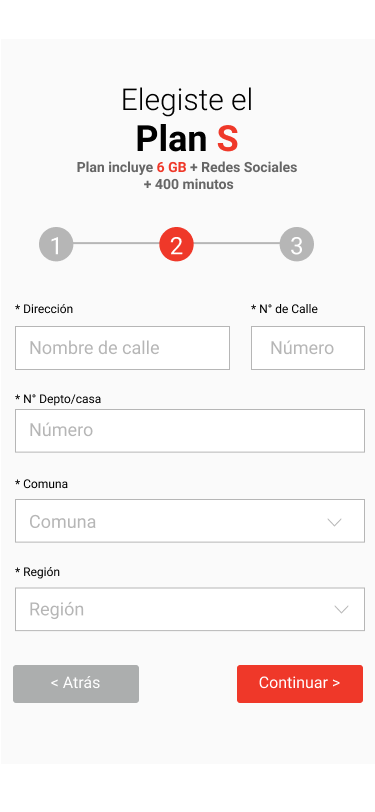 Elegiste el
Plan S
Plan incluye 6 GB + Redes Sociales
+ 400 minutos
1 2 3
* Dirección * N° de Calle
Nombre de calle Número
* N° Depto/casa
Número
* Comuna
Comuna
* Región
Región
< Atrás Continuar >